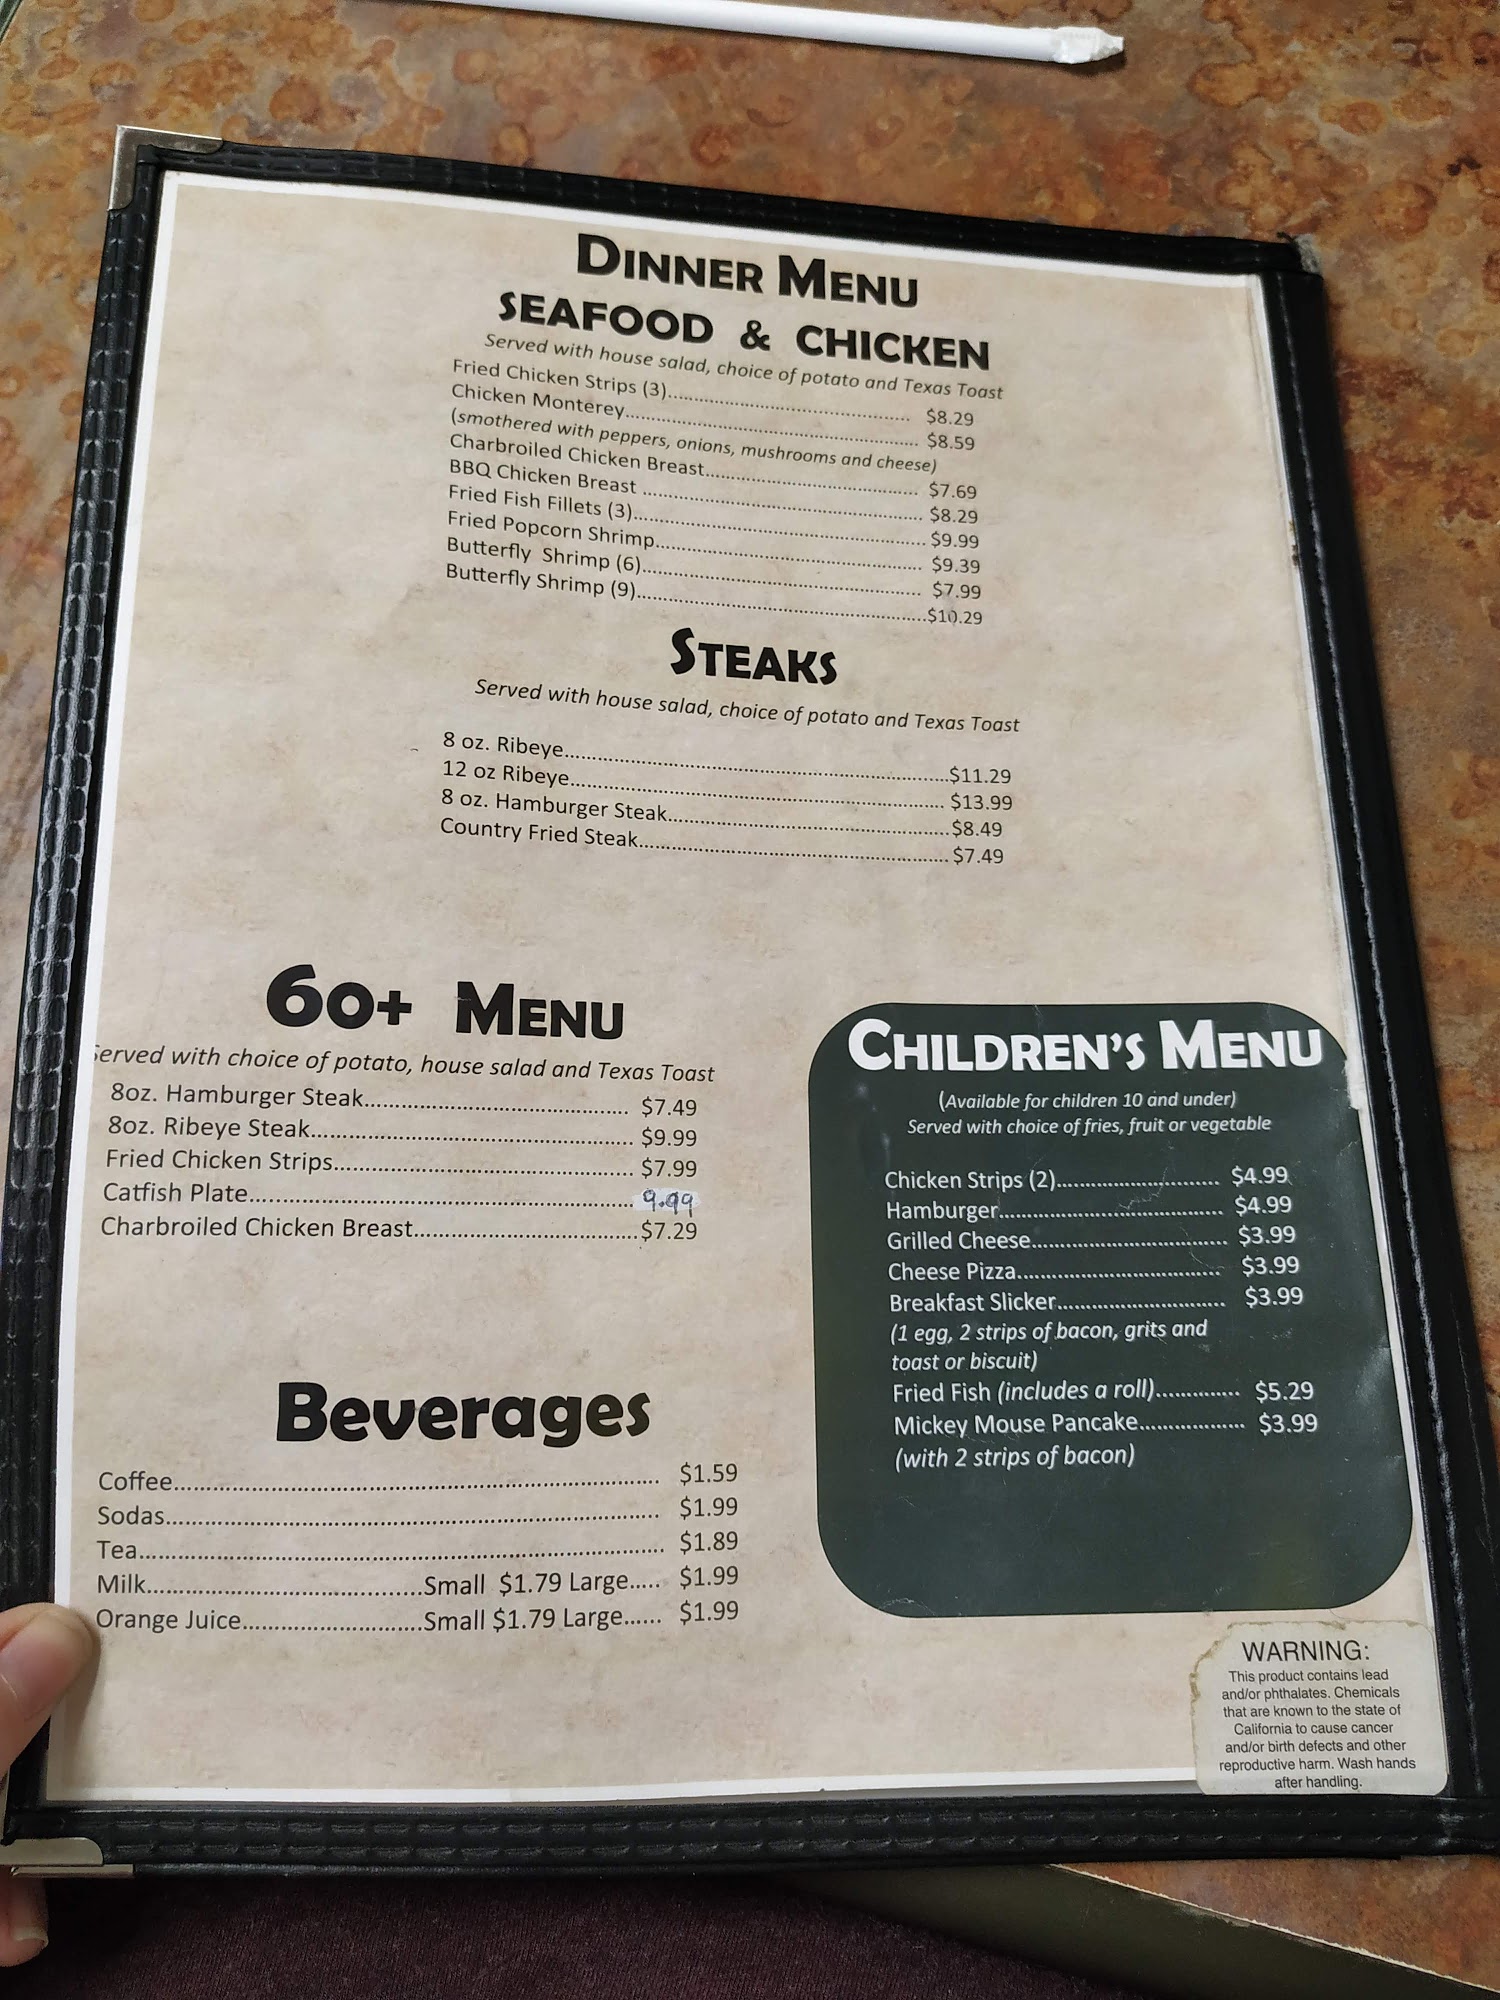 DINNER MENU
SEAFOOD & CHICKEN
Served with house salad, choice of potato and Texas Toast
Fried Chicken Strips (3)........................................ $8.29
Chicken Monterey................................................ $8.59
(smothered with peppers, onions, mushrooms and cheese)
Charbroiled Chicken Breast................................... $7.69
BBQ Chicken Breast .............................................. $8.29
Fried Fish Fillets (3)................................................ $9.99
Fried Popcorn Shrimp............................................ $9.39
Butterfly Shrimp (6).............................................. $7.99
Butterfly Shrimp (9)................................................$10.29
STEAKS
Served with house salad, choice of potato and Texas Toast
8 oz. Ribeye................................................................$11.29
12 oz Ribeye............................................................... $13.99
8 oz. Hamburger Steak...............................................$8.49
Country Fried Steak.................................................... $7.49
60+ MENU
Served with choice of potato, house salad and Texas Toast
8oz. Hamburger Steak....................................... $7.49
8oz. Ribeye Steak............................................... $9.99
Fried Chicken Strips............................................ $7.99
Catfish Plate......................................................... 9.99
Charbroiled Chicken Breast..................................$7.29
CHILDREN'S MENU
(Available for children 10 and under)
Served with choice of fries, fruit or vegetable
Chicken Strips (2).......................... $4.99
Hamburger.................................... $4.99
Grilled Cheese............................... $3.99
Cheese Pizza................................. $3.99
Breakfast Slicker........................... $3.99
(1 egg, 2 strips of bacon, grits and
toast or biscuit)
Fried Fish (includes a roll).............. $5.29
Mickey Mouse Pancake................... $3.99
(with 2 strips of bacon)
Beverages
Coffee....................................................................... $1.59
Sodas........................................................................ $1.99
Tea............................................................................ $1.89
Milk........................................Small $1.79 Large..... $1.99
Orange Juice..........................Small $1.79 Large...... $1.99
WARNING:
This product contains lead
and/or phthalates. Chemicals
that are known to the state of
California to cause cancer
and/or birth defects and other
reproductive harm. Wash hands
after handling.